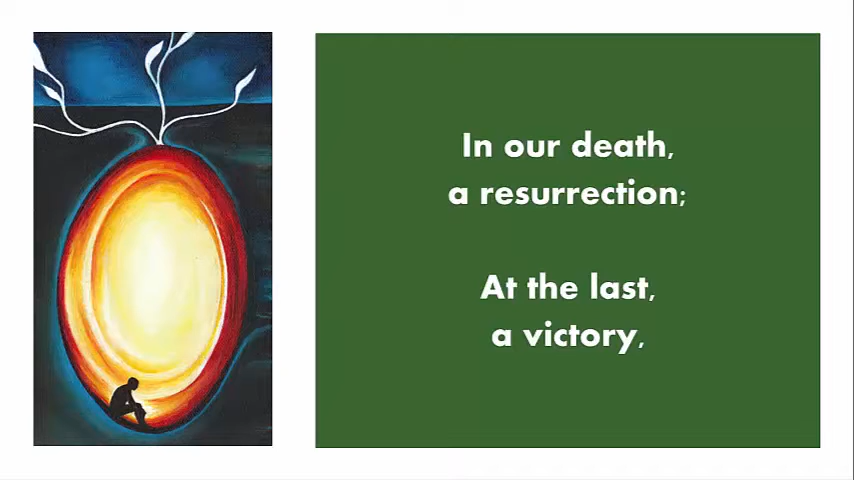 In our death,
a resurrection;
At the last,
a victory,